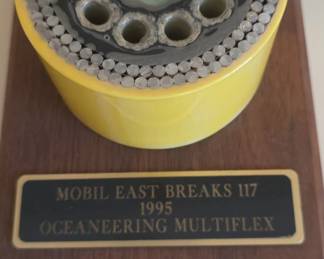 MOBIL EAST BREAKS 117
1995
OCEANEERING MULTIFLEX